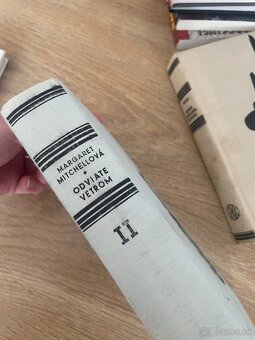 MARGARET
MITCHELLOVÁ
ODVIATE
VETROM
II
Bazos.sk